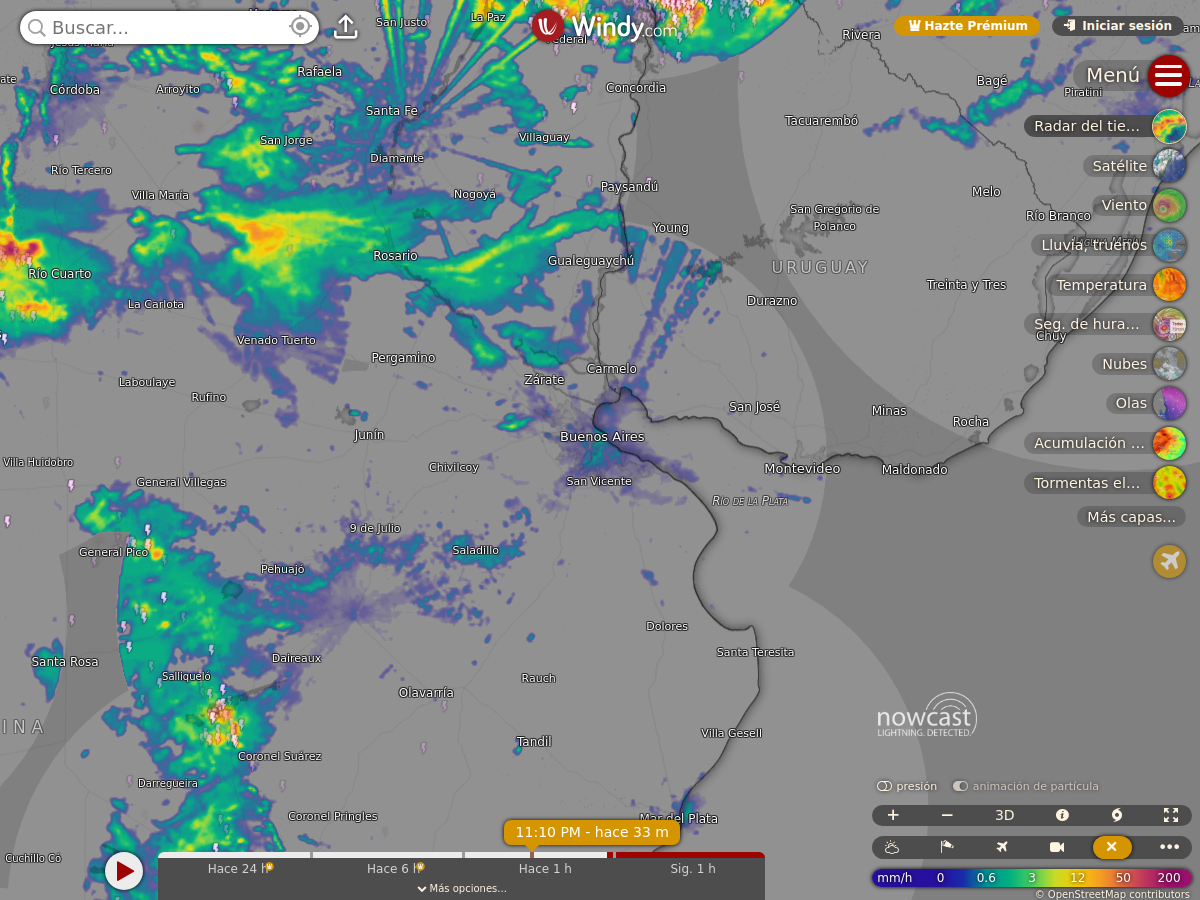 Buscar...
San Justo
La Paz
Windy.com
Federal
Rivera
Hazte Prémium
Iniciar sesión
Jesús María
Rafaela
Menú
Córdoba
Arroyito
Concordia
Bagé
Piratini
Santa Fe
Tacuarembó
Radar del tie...
San Jorge
Villaguay
Diamante
Satélite
Río Tercero
Villa María
Nogoyá
Paysandú
Melo
Viento
San Gregorio de
Polanco
Río Branco
Young
Lluvia, truenos
Rosario
Gualeguaychú
URUGUAY
Río Cuarto
Temperatura
Treinta y Tres
La Carlota
Durazno
Seg. de hura...
Chuy
Venado Tuerto
Pergamino
Nubes
Carmelo
Laboulaye
Zárate
Rufino
Olas
San José
Minas
Rocha
Junín
Buenos Aires
Acumulación ...
Villa Huidobro
Chivilcoy
Montevideo
Maldonado
General Villegas
San Vicente
Tormentas el...
Río de la Plata
Más capas...
9 de Julio
General Pico
Saladillo
Pehuajó
Dolores
Santa Teresita
Santa Rosa
Daireaux
Salliqueló
Rauch
Olavarría
INA
nowcast
LIGHTNING. DETECTED.
Villa Gesell
Tandil
Coronel Suárez
Darregueira
presión
animación de partícula
Coronel Pringles
Mar del Plata
+ − 3D
11:10 PM - hace 33 m
Cuchillo Có
Hace 24 h
Hace 6 h
Hace 1 h
Sig. 1 h
mm/h 0 0.6 3 12 50 200
Más opciones...
© OpenStreetMap contributors